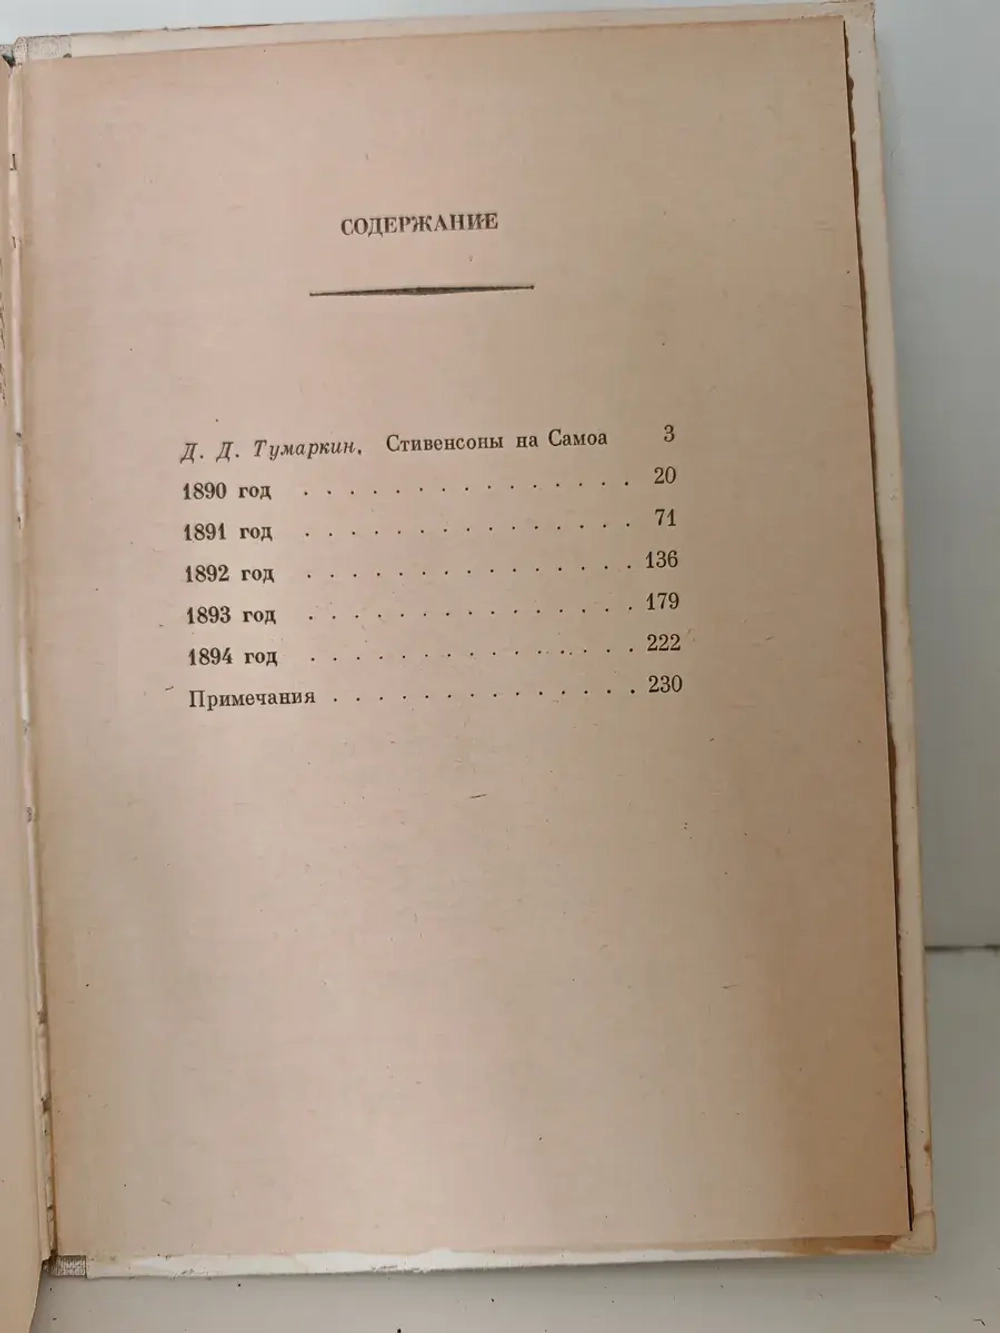 СОДЕРЖАНИЕ
Д. Д. Тумаркин. Стивенсоны на Самоа 3
1890 год . . . . . . . . . . . . . . . 20
1891 год . . . . . . . . . . . . . . . 71
1892 год . . . . . . . . . . . . . . . 136
1893 год . . . . . . . . . . . . . . . 179
1894 год . . . . . . . . . . . . . . . 222
Примечания . . . . . . . . . . . . . . 230